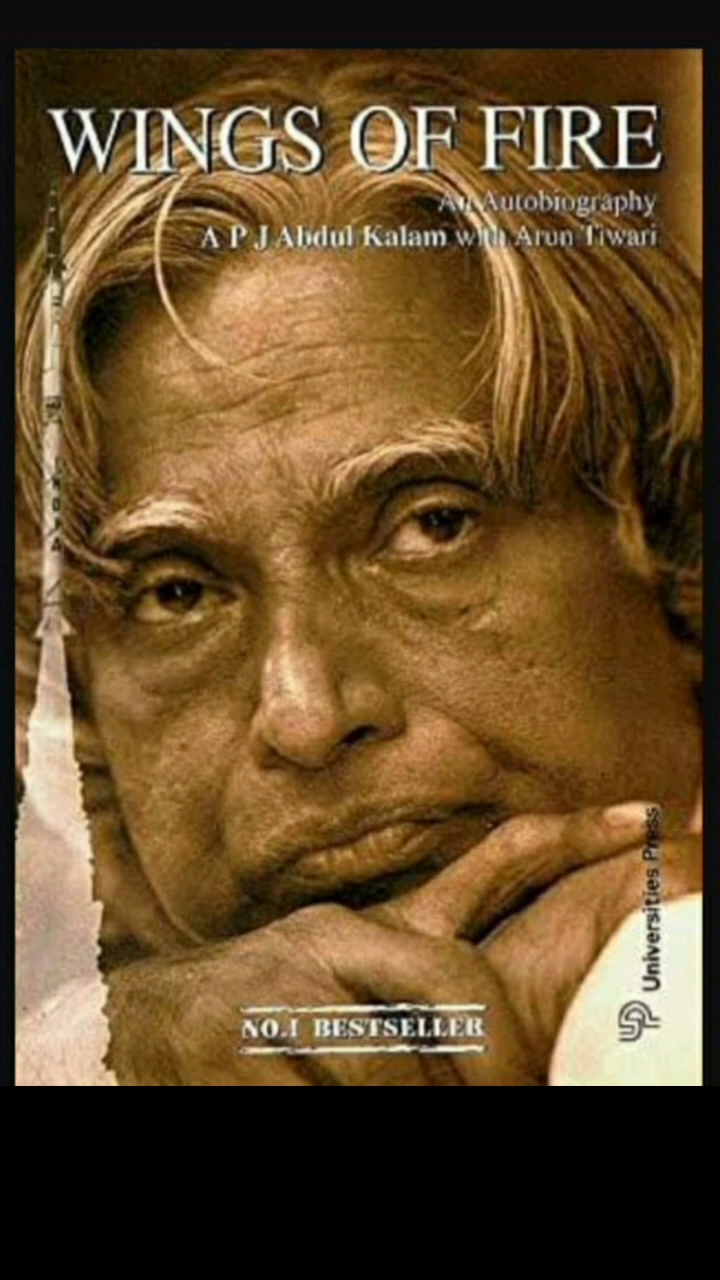 WINGS OF FIRE
An Autobiography
A P J Abdul Kalam with Arun Tiwari
Universities Press
NO.1 BESTSELLER